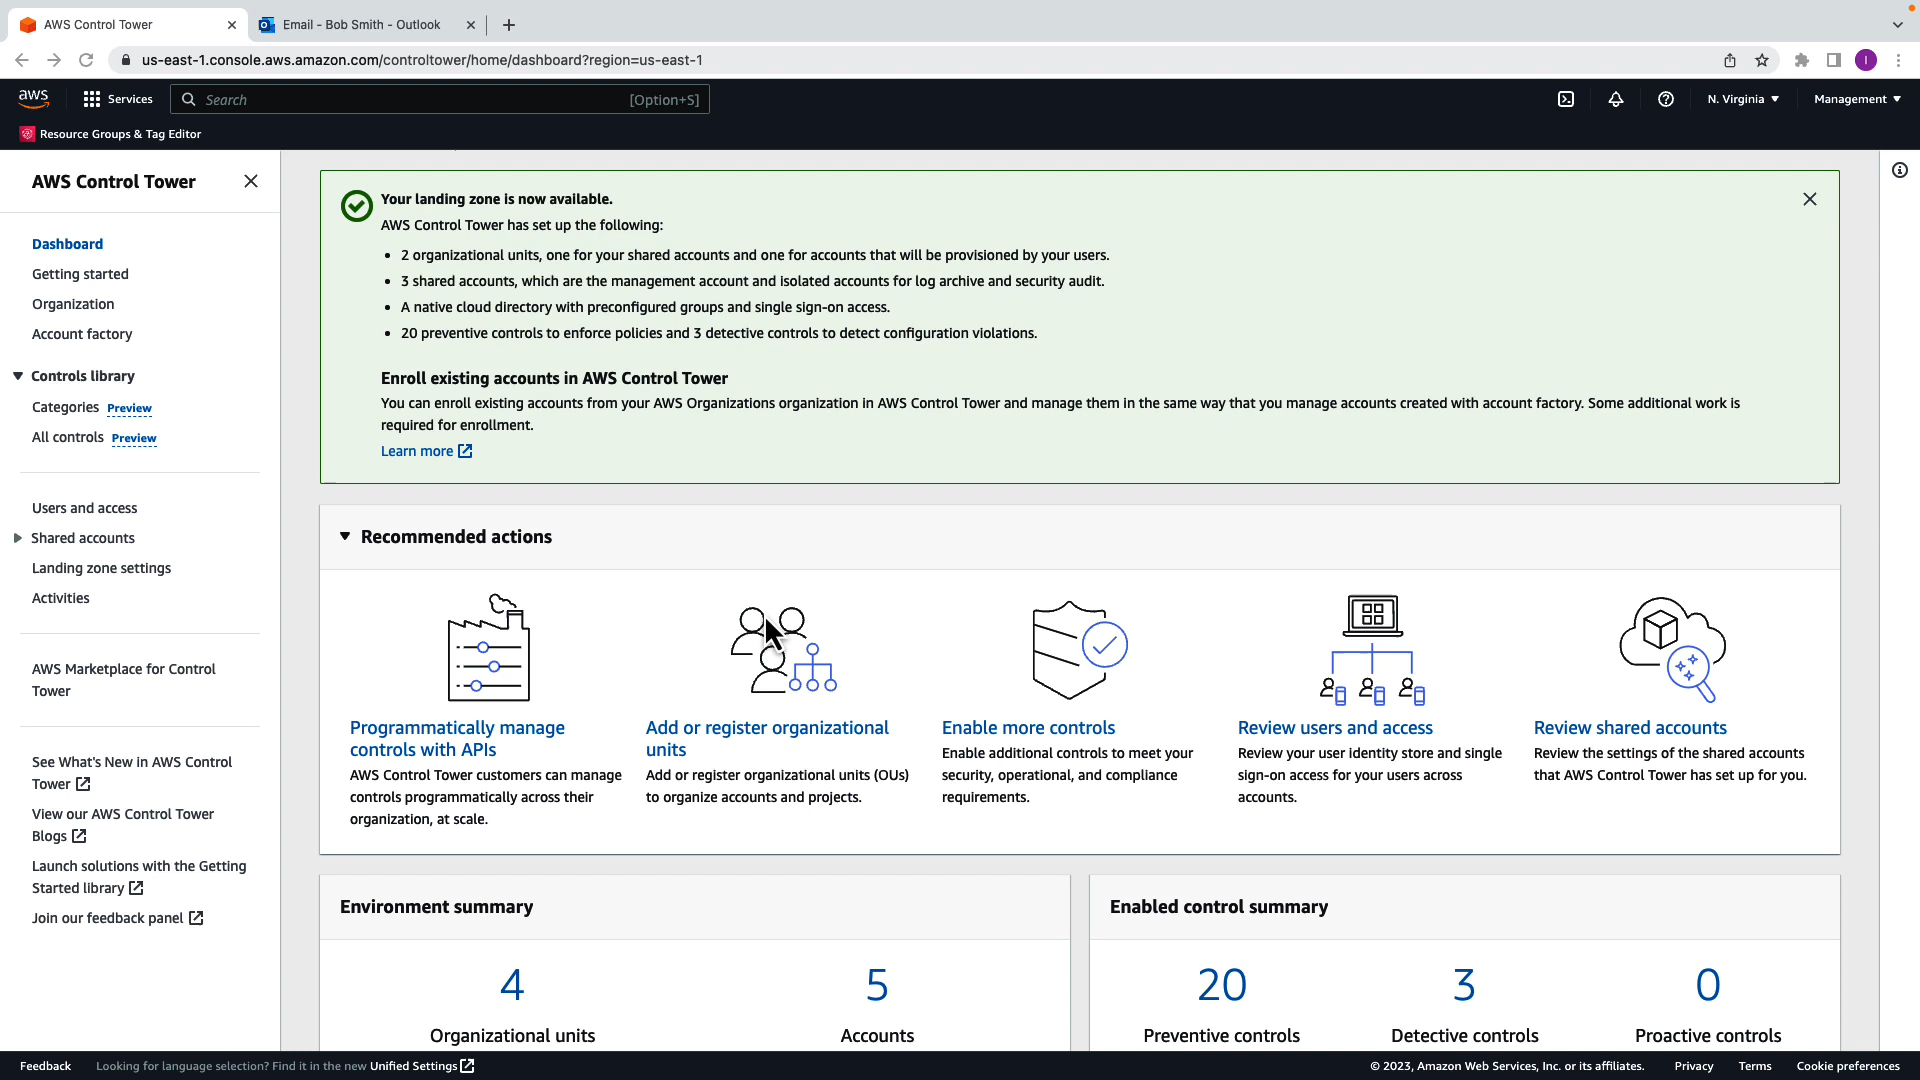 AWS Control Tower
Email - Bob Smith - Outlook
us-east-1.console.aws.amazon.com/controltower/home/dashboard?region=us-east-1
I
aws
Services
Search
[Option+S]
N. Virginia
Management
Resource Groups & Tag Editor
AWS Control Tower
Dashboard
Getting started
Organization
Account factory
Controls library
Categories Preview
All controls Preview
Users and access
Shared accounts
Landing zone settings
Activities
AWS Marketplace for Control
Tower
See What's New in AWS Control
Tower
View our AWS Control Tower
Blogs
Launch solutions with the Getting
Started library
Join our feedback panel
Your landing zone is now available.
AWS Control Tower has set up the following:
• 2 organizational units, one for your shared accounts and one for accounts that will be provisioned by your users.
• 3 shared accounts, which are the management account and isolated accounts for log archive and security audit.
• A native cloud directory with preconfigured groups and single sign-on access.
• 20 preventive controls to enforce policies and 3 detective controls to detect configuration violations.
Enroll existing accounts in AWS Control Tower
You can enroll existing accounts from your AWS Organizations organization in AWS Control Tower and manage them in the same way that you manage accounts created with account factory. Some additional work is
required for enrollment.
Learn more
Recommended actions
Programmatically manage
controls with APIs
AWS Control Tower customers can manage
controls programmatically across their
organization, at scale.
Add or register organizational
units
Add or register organizational units (OUs)
to organize accounts and projects.
Enable more controls
Enable additional controls to meet your
security, operational, and compliance
requirements.
Review users and access
Review your user identity store and single
sign-on access for your users across
accounts.
Review shared accounts
Review the settings of the shared accounts
that AWS Control Tower has set up for you.
Environment summary
4
Organizational units
5
Accounts
Enabled control summary
20
Preventive controls
3
Detective controls
0
Proactive controls
Feedback
Looking for language selection? Find it in the new Unified Settings
© 2023, Amazon Web Services, Inc. or its affiliates.
Privacy
Terms
Cookie preferences